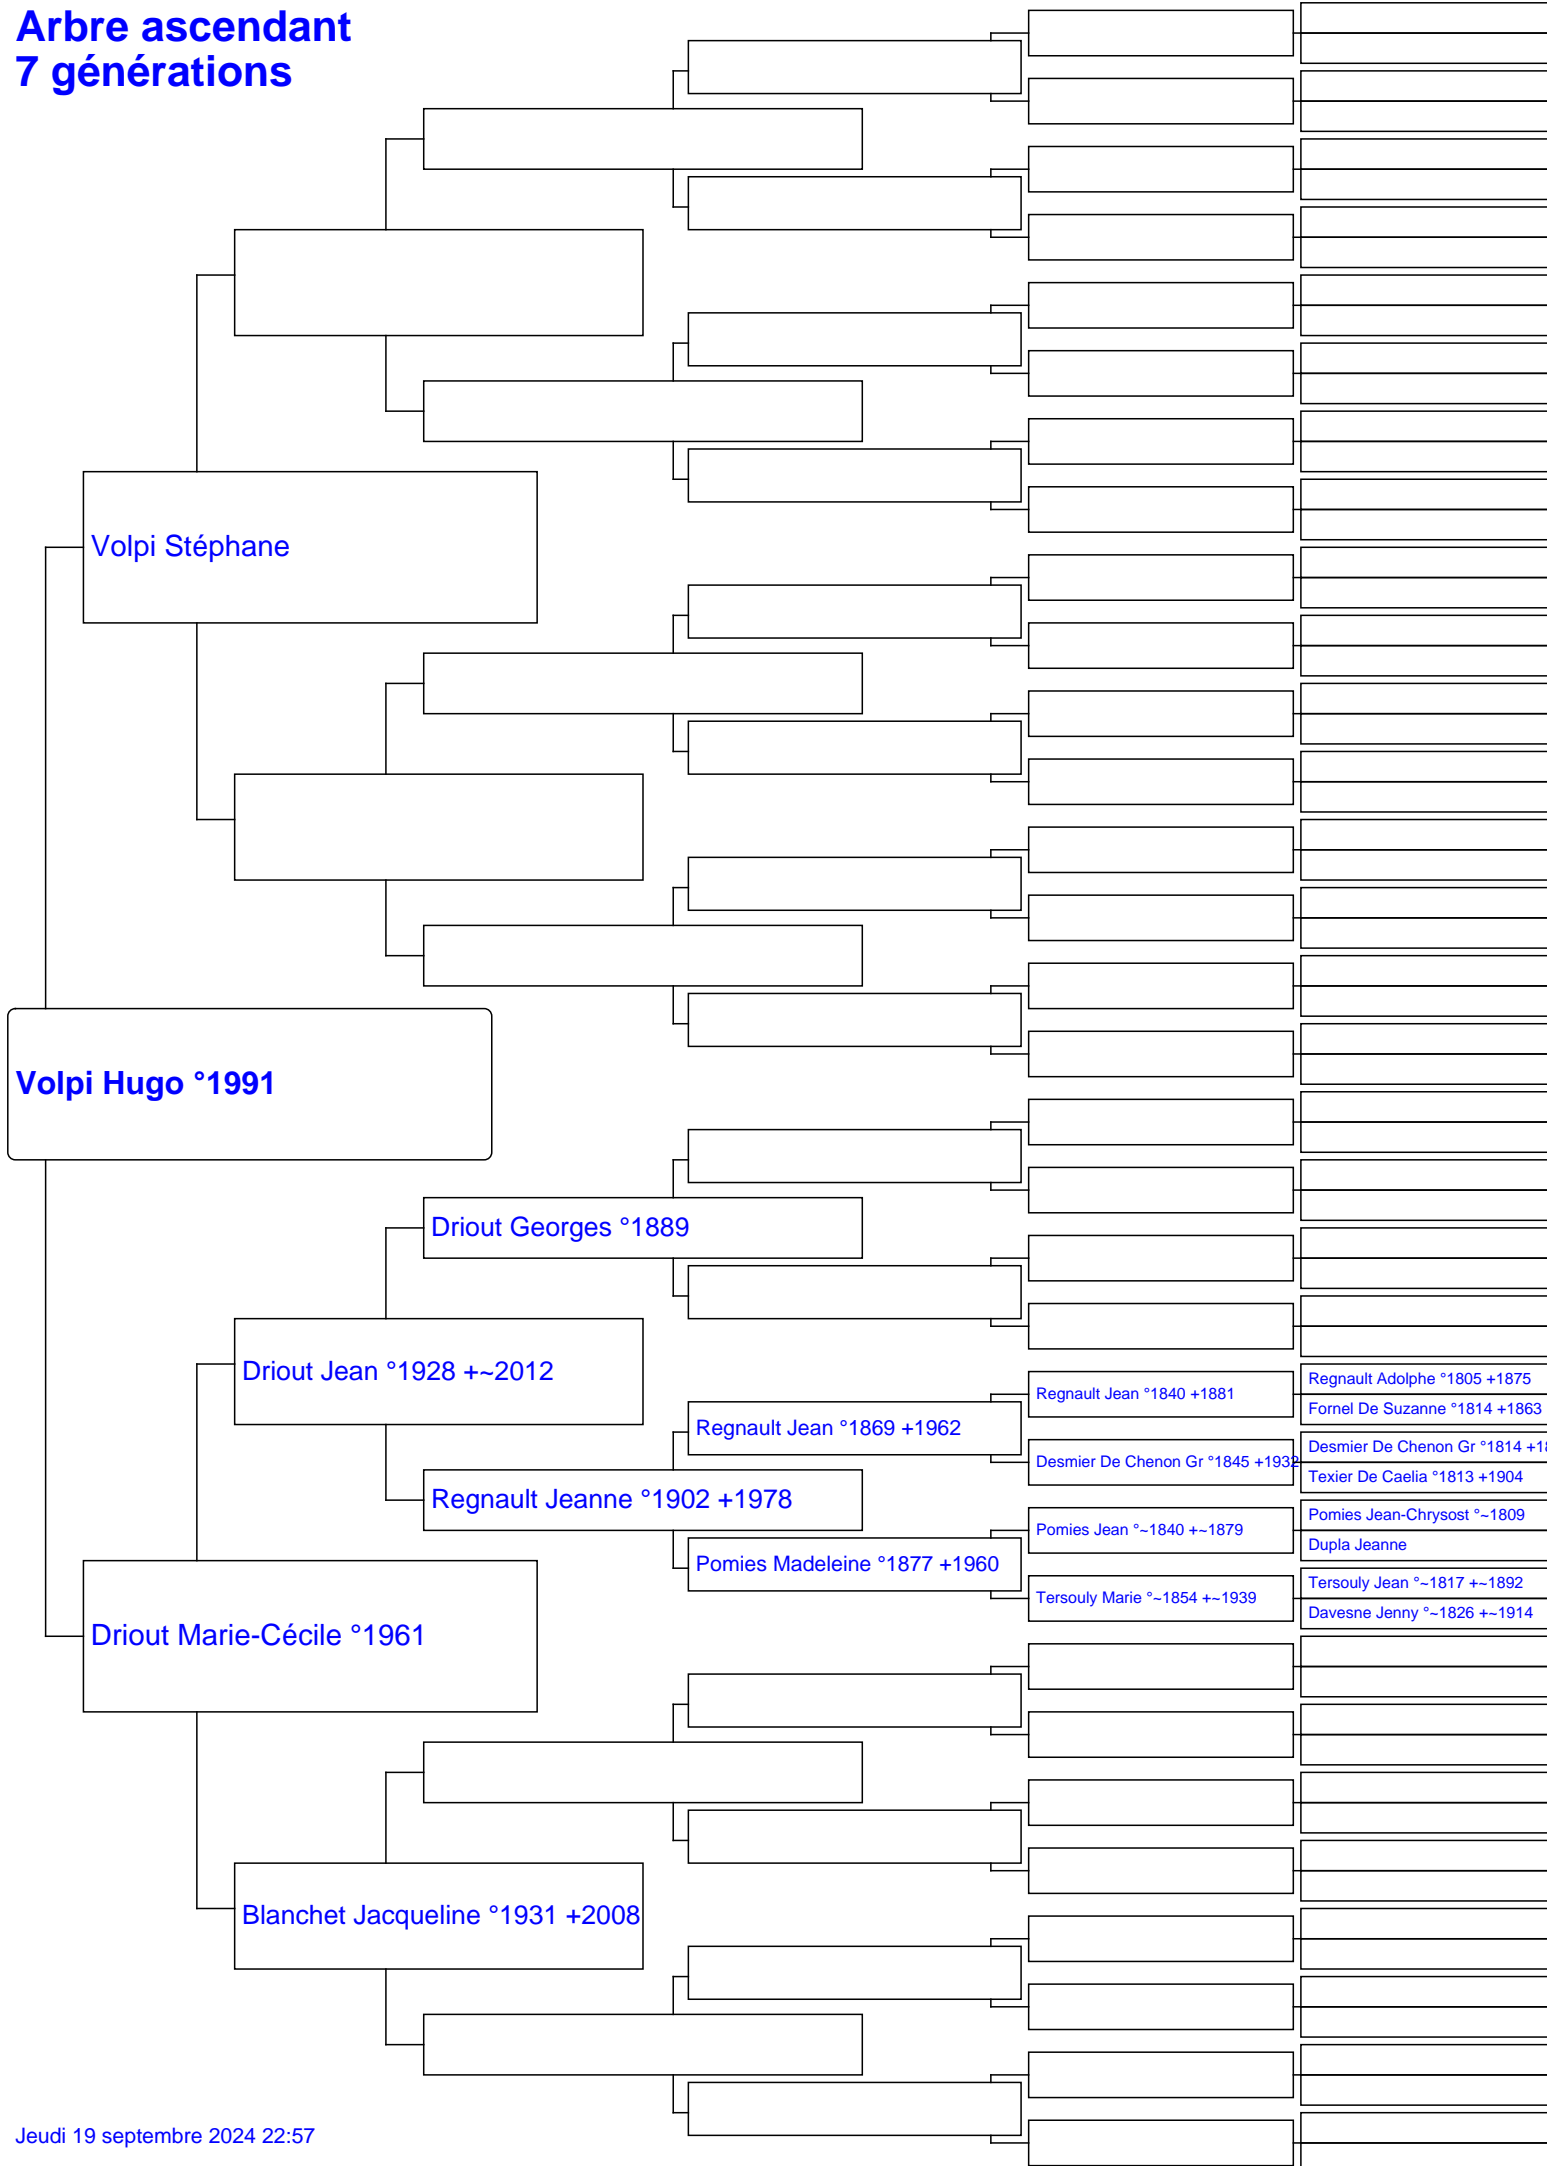 Arbre ascendant
7 générations
Volpi Stéphane
Volpi Hugo °1991
Driout Georges °1889
Driout Jean °1928 +~2012
Regnault Jean °1840 +1881
Regnault Adolphe °1805 +1875
Fornel De Suzanne °1814 +1863
Regnault Jean °1869 +1962
Desmier De Chenon Gr °1845 +1932
Desmier De Chenon Gr °1814 +18
Texier De Caelia °1813 +1904
Regnault Jeanne °1902 +1978
Pomies Jean °~1840 +~1879
Pomies Jean-Chrysost °~1809
Dupla Jeanne
Pomies Madeleine °1877 +1960
Tersouly Marie °~1854 +~1939
Tersouly Jean °~1817 +~1892
Davesne Jenny °~1826 +~1914
Driout Marie-Cécile °1961
Blanchet Jacqueline °1931 +2008
Jeudi 19 septembre 2024 22:57